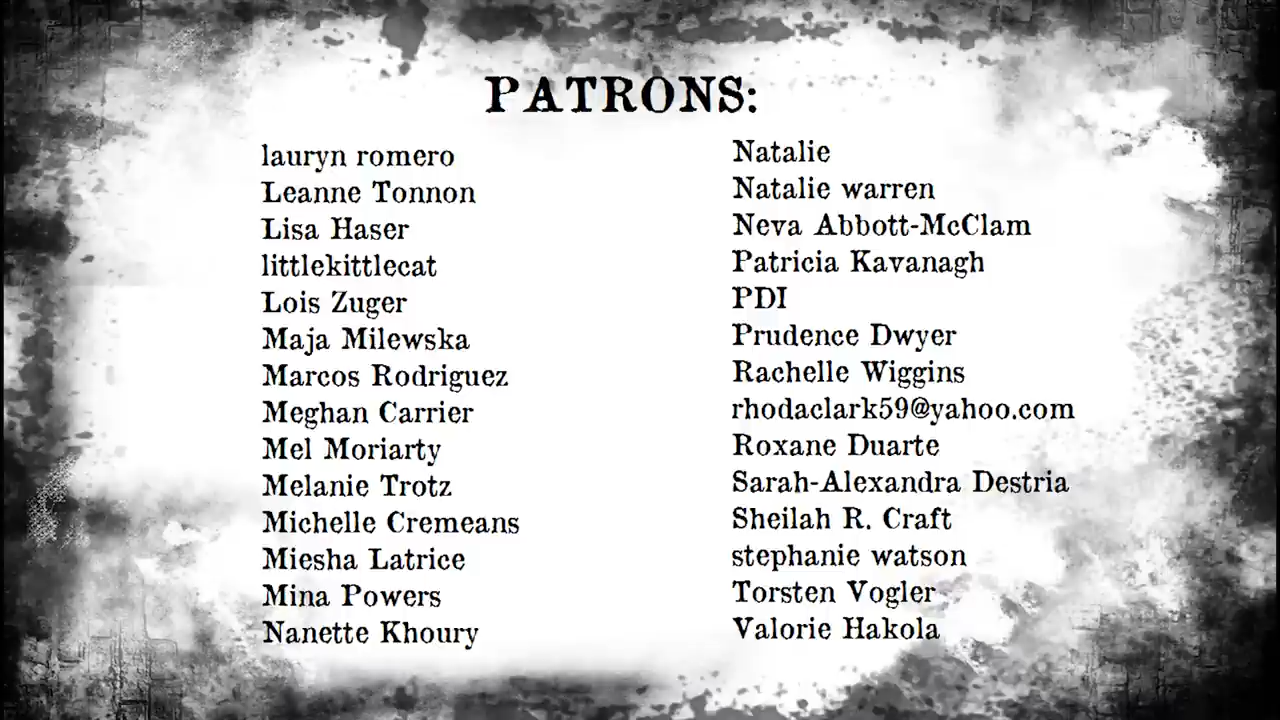 PATRONS:
lauryn romero
Leanne Tonnon
Lisa Haser
littlekittlecat
Lois Zuger
Maja Milewska
Marcos Rodriguez
Meghan Carrier
Mel Moriarty
Melanie Trotz
Michelle Cremeans
Miesha Latrice
Mina Powers
Nanette Khoury
Natalie
Natalie warren
Neva Abbott-McClam
Patricia Kavanagh
PDI
Prudence Dwyer
Rachelle Wiggins
rhodaclark59@yahoo.com
Roxane Duarte
Sarah-Alexandra Destria
Sheilah R. Craft
stephanie watson
Torsten Vogler
Valorie Hakola